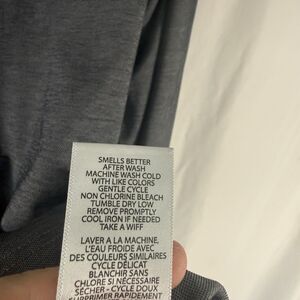 SMELLS BETTER
AFTER WASH
MACHINE WASH COLD
WITH LIKE COLORS
GENTLE CYCLE
NON CHLORINE BLEACH
TUMBLE DRY LOW
REMOVE PROMPTLY
COOL IRON IF NEEDED
TAKE A WIFF
LAVER A LA MACHINE,
L'EAU FROIDE AVEC
DES COULEURS SIMILAIRES
CYCLE DÉLICAT
BLANCHIR SANS
CHLORE SI NÉCESSAIRE
SÉCHER - CYCLE DOUX
SUPPRIMER RAPIDEMENT